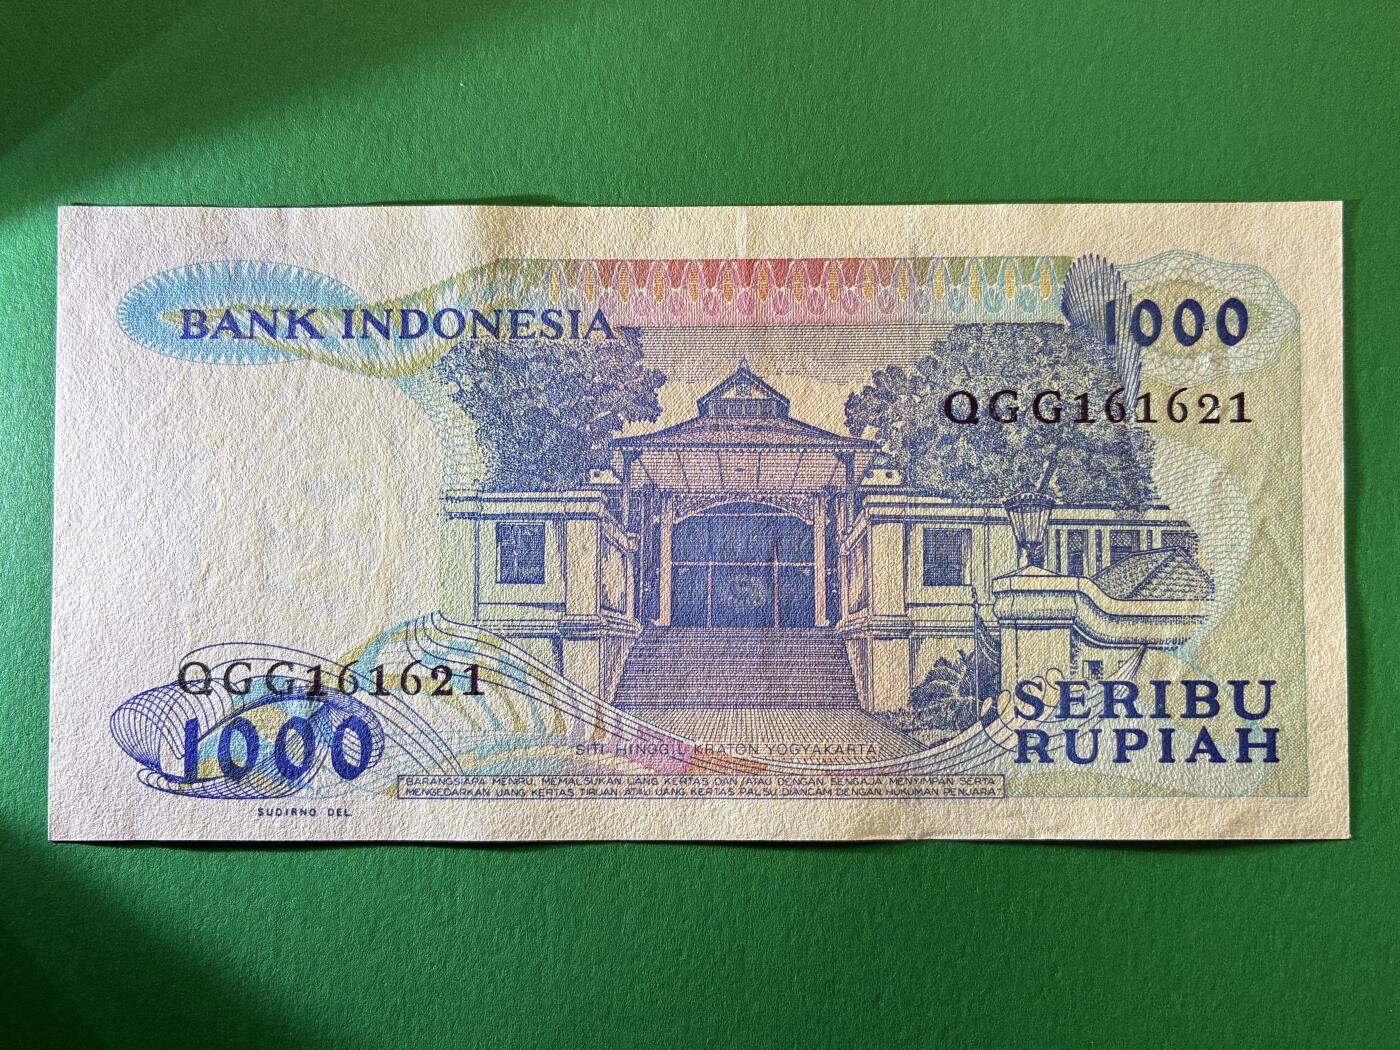 BANK INDONESIA
1000
QGG161621
QGG161621
1000
SERIBU
RUPIAH
SITI HINGGIL KRATON YOGYAKARTA
"BARANGSIAPA MENIRU, MEMALSUKAN UANG KERTAS DAN/ATAU DENGAN SENGAJA MENYIMPAN SERTA
MENGEDARKAN UANG KERTAS TIRUAN ATAU UANG KERTAS PALSU DIANCAM DENGAN HUKUMAN PENJARA"
SUDIRNO DEL.